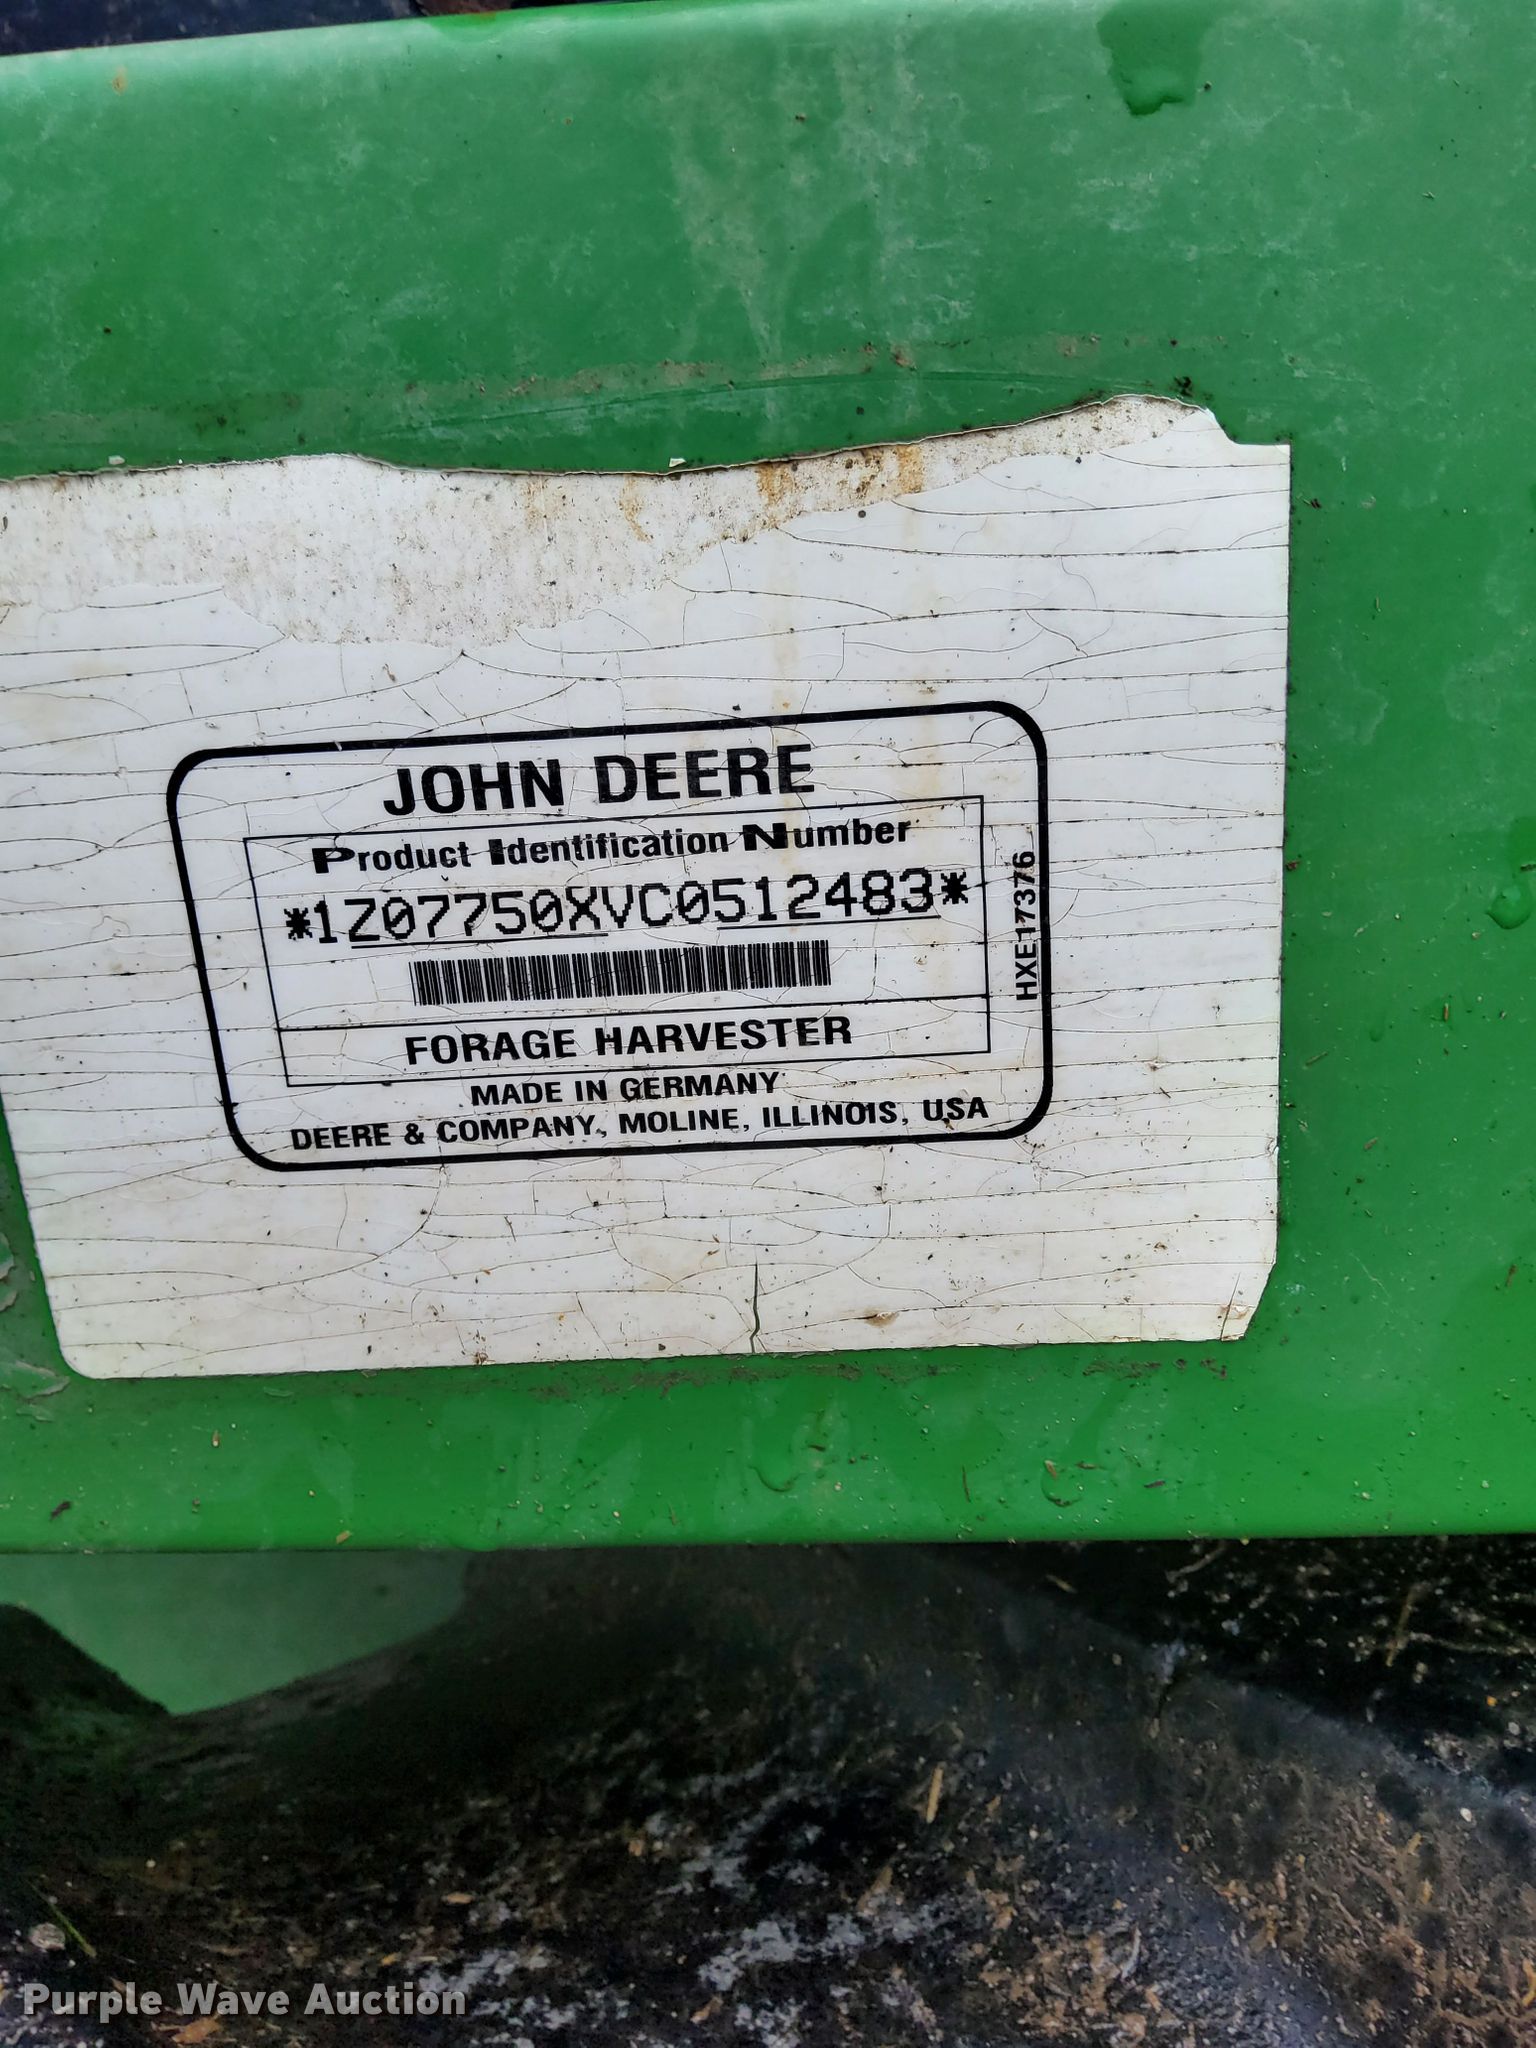 JOHN DEERE
Product Identification Number
*1Z07750XVC0512483*
FORAGE HARVESTER
MADE IN GERMANY
DEERE & COMPANY, MOLINE, ILLINOIS, USA
HXE17376
Purple Wave Auction